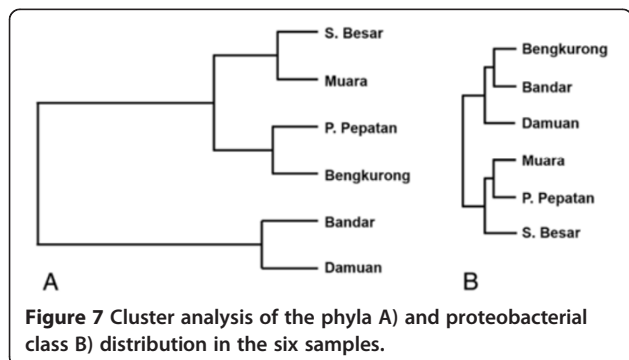 S. Besar
Muara
P. Pepatan
Bengkurong
Bandar
Damuan
A
Bengkurong
Bandar
Damuan
Muara
P. Pepatan
S. Besar
B
Figure 7 Cluster analysis of the phyla A) and proteobacterial
class B) distribution in the six samples.